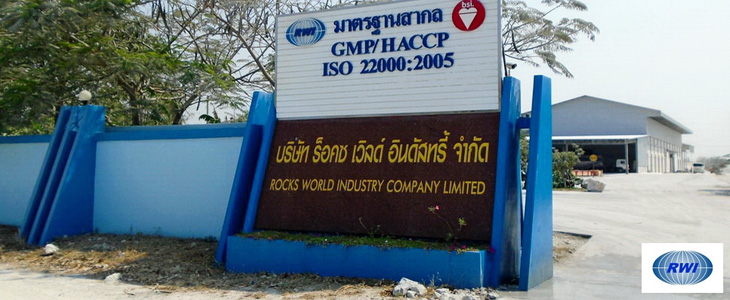 RWI
มาตรฐานสากล
bsi.
GMP/HACCP
ISO 22000:2005
บริษัท ร็อคซ เวิลด์ อินดัสทรี้ จำกัด
ROCKS WORLD INDUSTRY COMPANY LIMITED
RWI